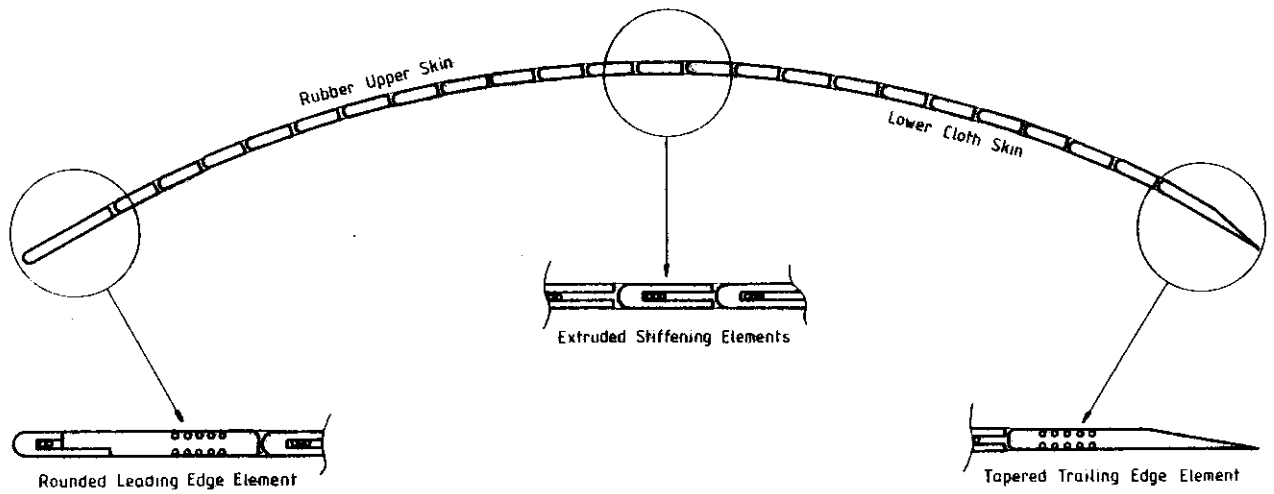 Rubber Upper Skin
Lower Cloth Skin
Extruded Stiffening Elements
Rounded Leading Edge Element
Tapered Trailing Edge Element